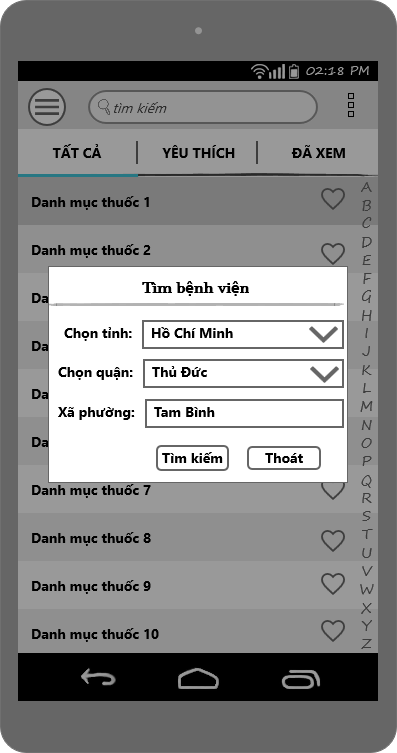 02:18 PM
tìm kiếm
TẤT CẢ YÊU THÍCH ĐÃ XEM
Danh mục thuốc 1
Danh mục thuốc 2
Tìm bệnh viện
Chọn tỉnh: Hồ Chí Minh
Chọn quận: Thủ Đức
Xã phường: Tam Bình
Tìm kiếm Thoát
Da
Da
Da
Da
Danh mục thuốc 7
Danh mục thuốc 8
Danh mục thuốc 9
Danh mục thuốc 10
A
B
C
D
E
F
G
H
I
J
K
L
M
N
O
P
Q
R
S
T
U
V
W
X
Y
Z